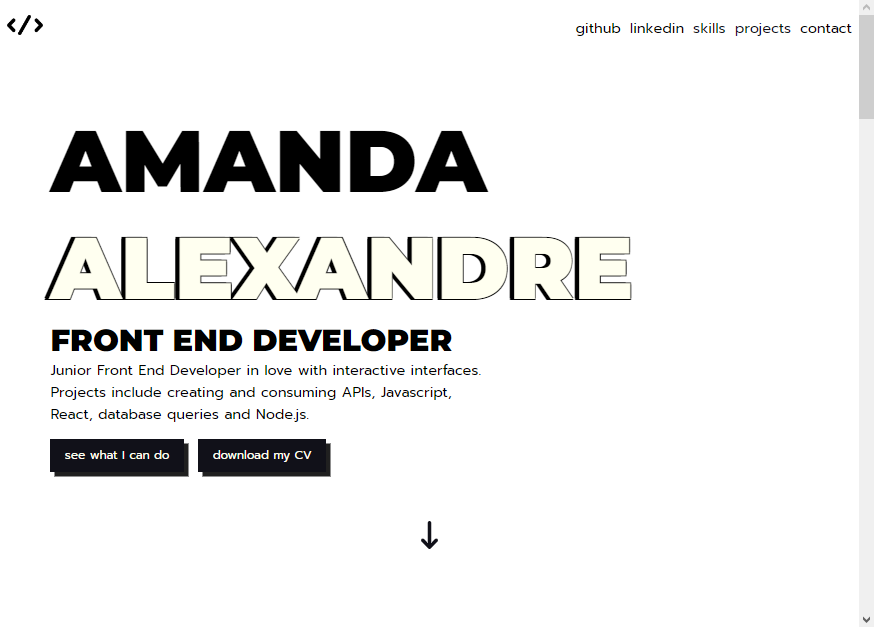 </>
github linkedin skills projects contact
AMANDA
ALEXANDRE
FRONT END DEVELOPER
Junior Front End Developer in love with interactive interfaces.
Projects include creating and consuming APIs, Javascript,
React, database queries and Node.js.
see what I can do download my CV